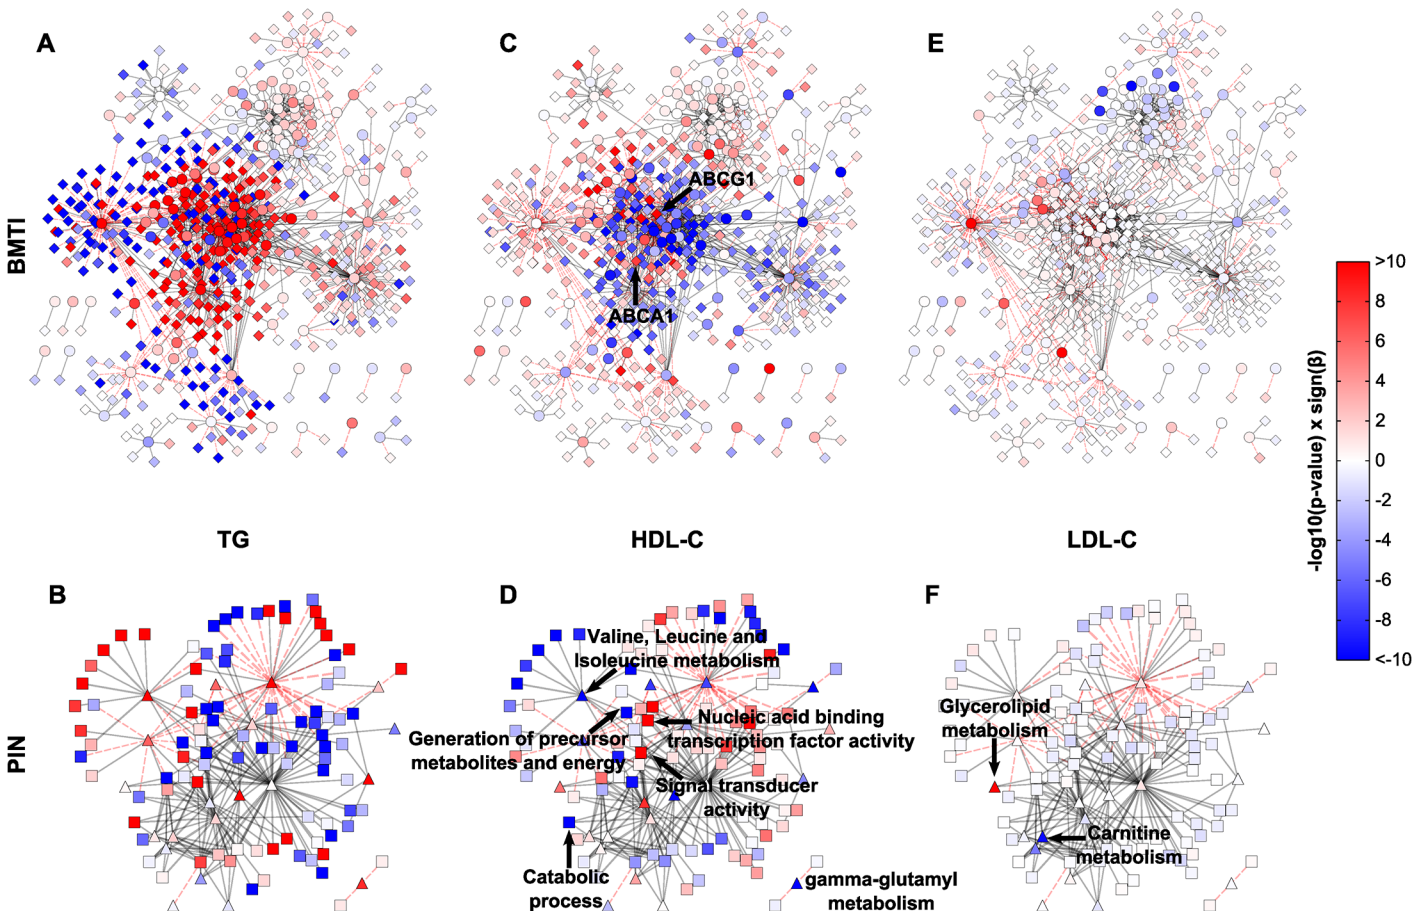 A
C
E
ABCG1
BMTI
ABCA1
>10
8
6
4
2
0
-2
-4
-6
-8
<-10
-log10(p-value) x sign(β)
TG
HDL-C
LDL-C
B
D
F
Valine, Leucine and
Isoleucine metabolism
Glycerolipid
metabolism
Nucleic acid binding
transcription factor activity
Generation of precursor
metabolites and energy
PIN
Signal transducer
activity
Carnitine
metabolism
Catabolic
process
gamma-glutamyl
metabolism